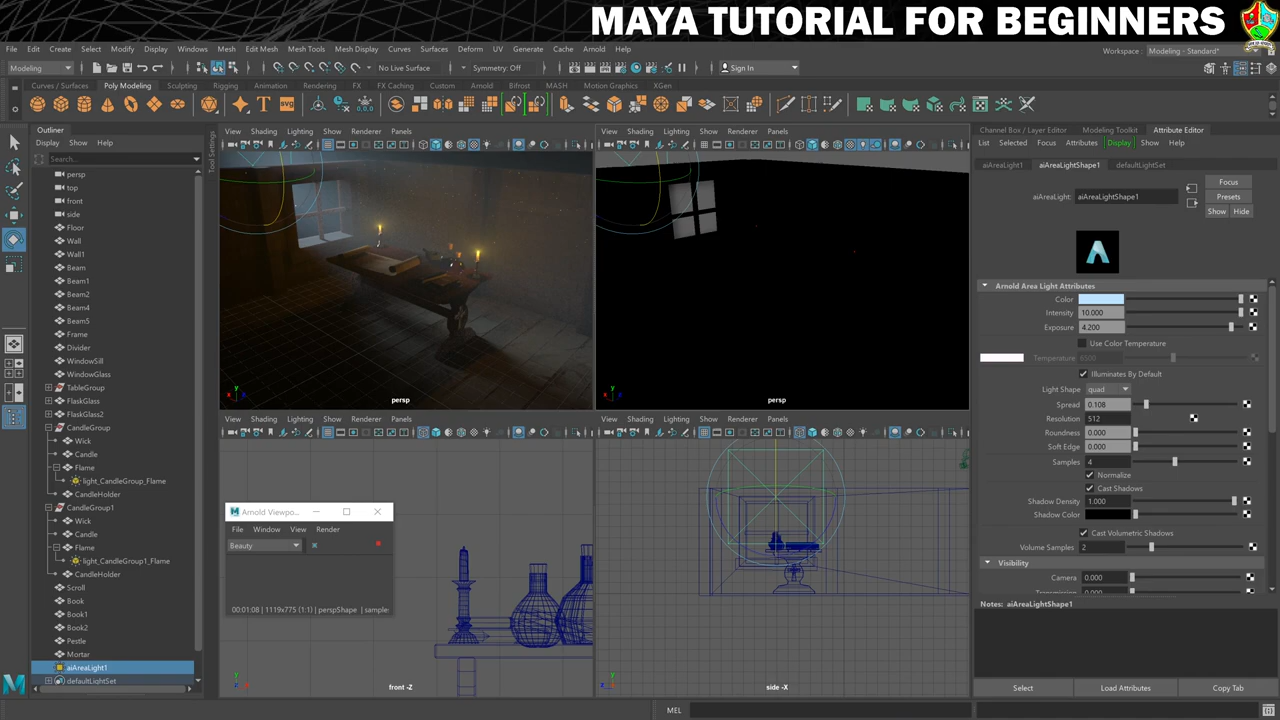 MAYA TUTORIAL FOR BEGINNERS
File Edit Create Select Modify Display Windows Mesh Edit Mesh Mesh Tools Mesh Display Curves Surfaces Deform UV Generate Cache Arnold Help
Workspace: Modeling - Standard*
Modeling
No Live Surface
Symmetry: Off
Sign In
Curves / Surfaces Poly Modeling Sculpting Rigging Animation Rendering FX FX Caching Custom Arnold Bifrost MASH Motion Graphics XGen
Outliner
Display Show Help
Search...
persp
top
front
side
Floor
Wall
Wall1
Beam
Beam1
Beam2
Beam4
Beam5
Frame
Divider
WindowSill
WindowGlass
TableGroup
FlaskGlass
FlaskGlass2
CandleGroup
Wick
Candle
Flame
light_CandleGroup_Flame
CandleHolder
CandleGroup1
Wick
Candle
Flame
light_CandleGroup1_Flame
CandleHolder
Scroll
Book
Book1
Book2
Pestle
Mortar
aiAreaLight1
defaultLightSet
Tool Settings
View Shading Lighting Show Renderer Panels
persp
View Shading Lighting Show Renderer Panels
persp
View Shading Lighting Show Renderer Panels
Arnold Viewpo...
File Window View Render
Beauty
00:01:08 | 1119x775 (1:1) | perspShape | sample
front -Z
View Shading Lighting Show Renderer Panels
side -X
Channel Box / Layer Editor Modeling Toolkit Attribute Editor
List Selected Focus Attributes Display Show Help
aiAreaLight1 aiAreaLightShape1 defaultLightSet
aiAreaLight: aiAreaLightShape1
Focus
Presets
Show Hide
Arnold Area Light Attributes
Color
Intensity 10.000
Exposure 4.200
Use Color Temperature
Temperature 6500
Illuminates By Default
Light Shape quad
Spread 0.108
Resolution 512
Roundness 0.000
Soft Edge 0.000
Samples 4
Normalize
Cast Shadows
Shadow Density 1.000
Shadow Color
Cast Volumetric Shadows
Volume Samples 2
Visibility
Camera 0.000
Notes: aiAreaLightShape1
Select Load Attributes Copy Tab
MEL